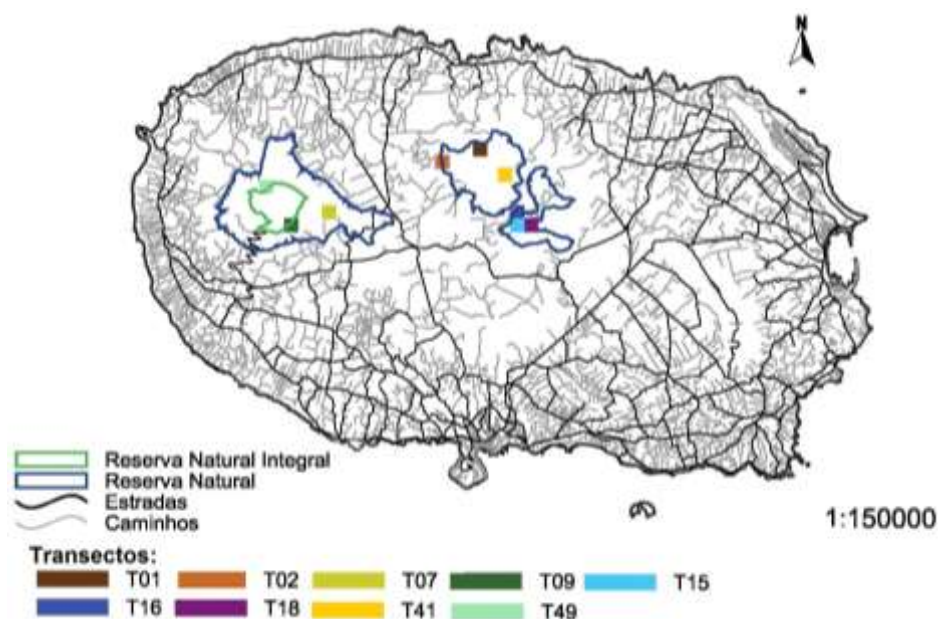 N
Reserva Natural Integral
Reserva Natural
Estradas
Caminhos
1:150000
Transectos:
T01 T02 T07 T09 T15
T16 T18 T41 T49